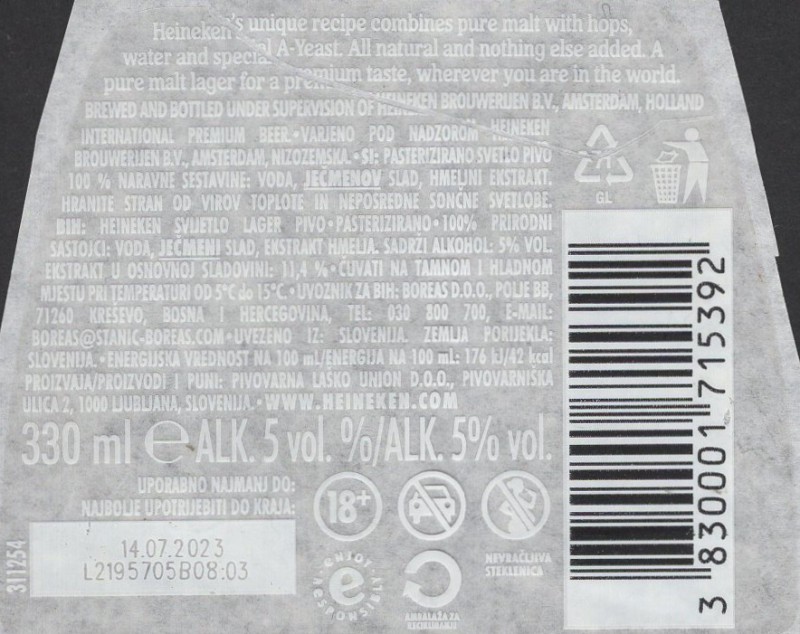 Heineken's unique recipe combines pure malt with hops,
water and special A-Yeast. All natural and nothing else added. A
pure malt lager for a premium taste, wherever you are in the world.
BREWED AND BOTTLED UNDER SUPERVISION OF HEINEKEN BROUWERIJEN B.V., AMSTERDAM, HOLLAND
INTERNATIONAL PREMIUM BEER • VARJENO POD NADZOROM HEINEKEN
BROUWERIJEN B.V., AMSTERDAM, NIZOZEMSKA. • SI: PASTERIZIRANO SVETLO PIVO
100 % NARAVNE SESTAVINE: VODA, JEČMENOV SLAD, HMELJNI EKSTRAKT.
HRANITE STRAN OD VIROV TOPLOTE IN NEPOSREDNE SONČNE SVETLOBE.
BIH: HEINEKEN SVIJETLO LAGER PIVO • PASTERIZIRANO • 100% PRIRODNI
SASTOJCI: VODA, JEČMENI SLAD, EKSTRAKT HMELJA. SADRŽI ALKOHOL: 5% VOL.
EKSTRAKT U OSNOVNOJ SLADOVINI: 11,4 % • ČUVATI NA TAMNOM I HLADNOM
MJESTU PRI TEMPERATURI OD 5°C do 15°C. • UVOZNIK ZA BIH: BOREAS D.O.O., POLJE BB,
71260 KREŠEVO, BOSNA I HERCEGOVINA, TEL: 030 800 700, E-MAIL:
BOREAS@STANIC-BOREAS.COM • UVEZENO IZ: SLOVENIJA. ZEMLJA PORIJEKLA:
SLOVENIJA. • ENERGIJSKA VREDNOST NA 100 mL/ENERGIJA NA 100 mL: 176 kJ/42 kcal
PROIZVAJA/PROIZVODI I PUNI: PIVOVARNA LAŠKO UNION D.O.O., PIVOVARNIŠKA
ULICA 2, 1000 LJUBLJANA, SLOVENIJA. • WWW.HEINEKEN.COM
GL
330 ml e ALK. 5 vol. %/ALK. 5% vol.
UPORABNO NAJMANJ DO:
NAJBOLJE UPOTRIJEBITI DO KRAJA:
14.07.2023
L2195705B08:03
311254
18+
ENJOY
e
RESPONSIBLY
AMBALAŽA ZA
RECIKLIRANJE
NEVRAČLJIVA
STEKLENICA
3 830001 715392